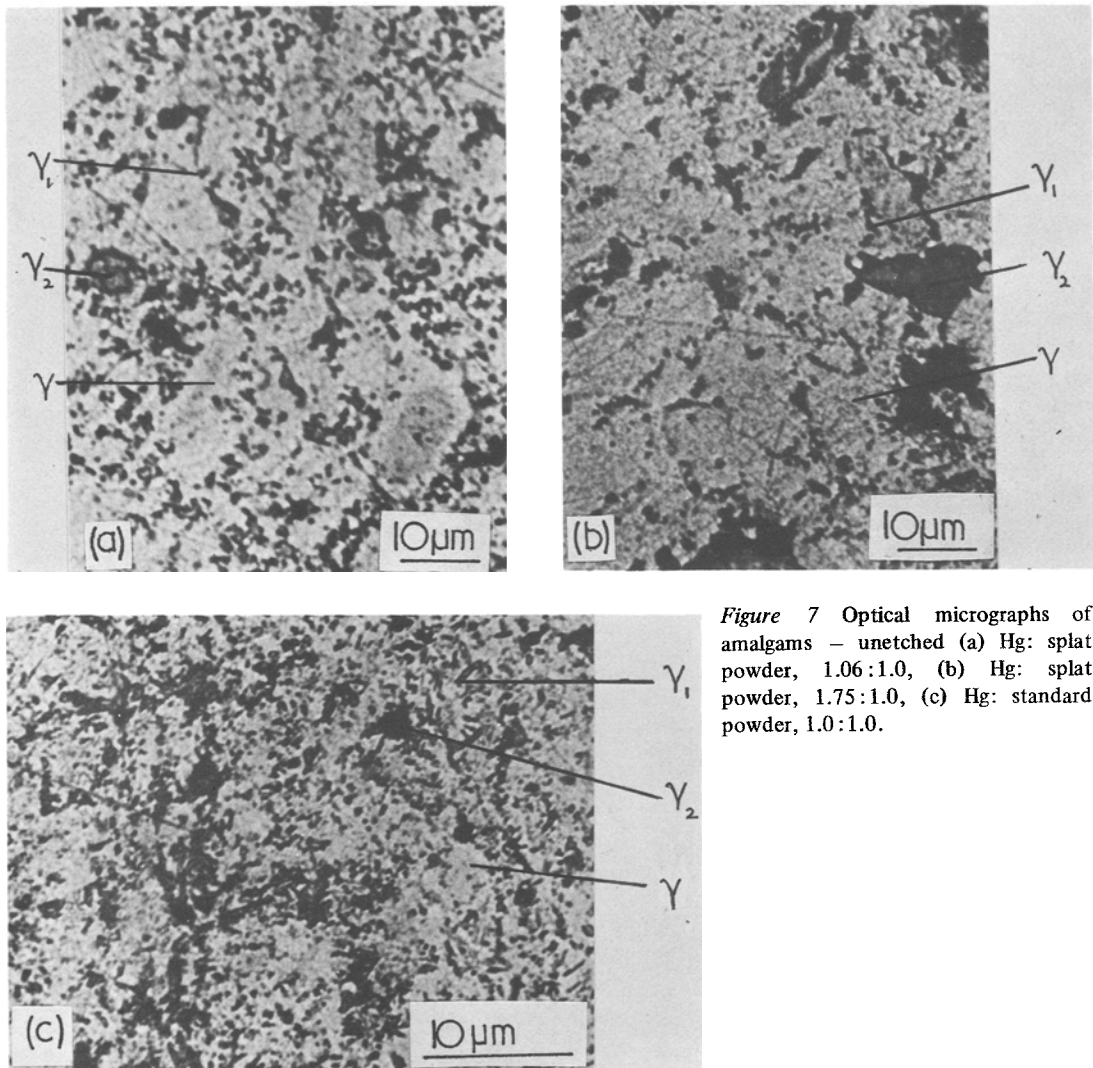 γ₁
γ₂
γ
(a)
10μm
γ₁
γ₂
γ
(b)
10μm
γ₁
γ₂
γ
(c)
10μm
Figure 7 Optical micrographs of
amalgams – unetched (a) Hg: splat
powder, 1.06:1.0, (b) Hg: splat
powder, 1.75:1.0, (c) Hg: standard
powder, 1.0:1.0.